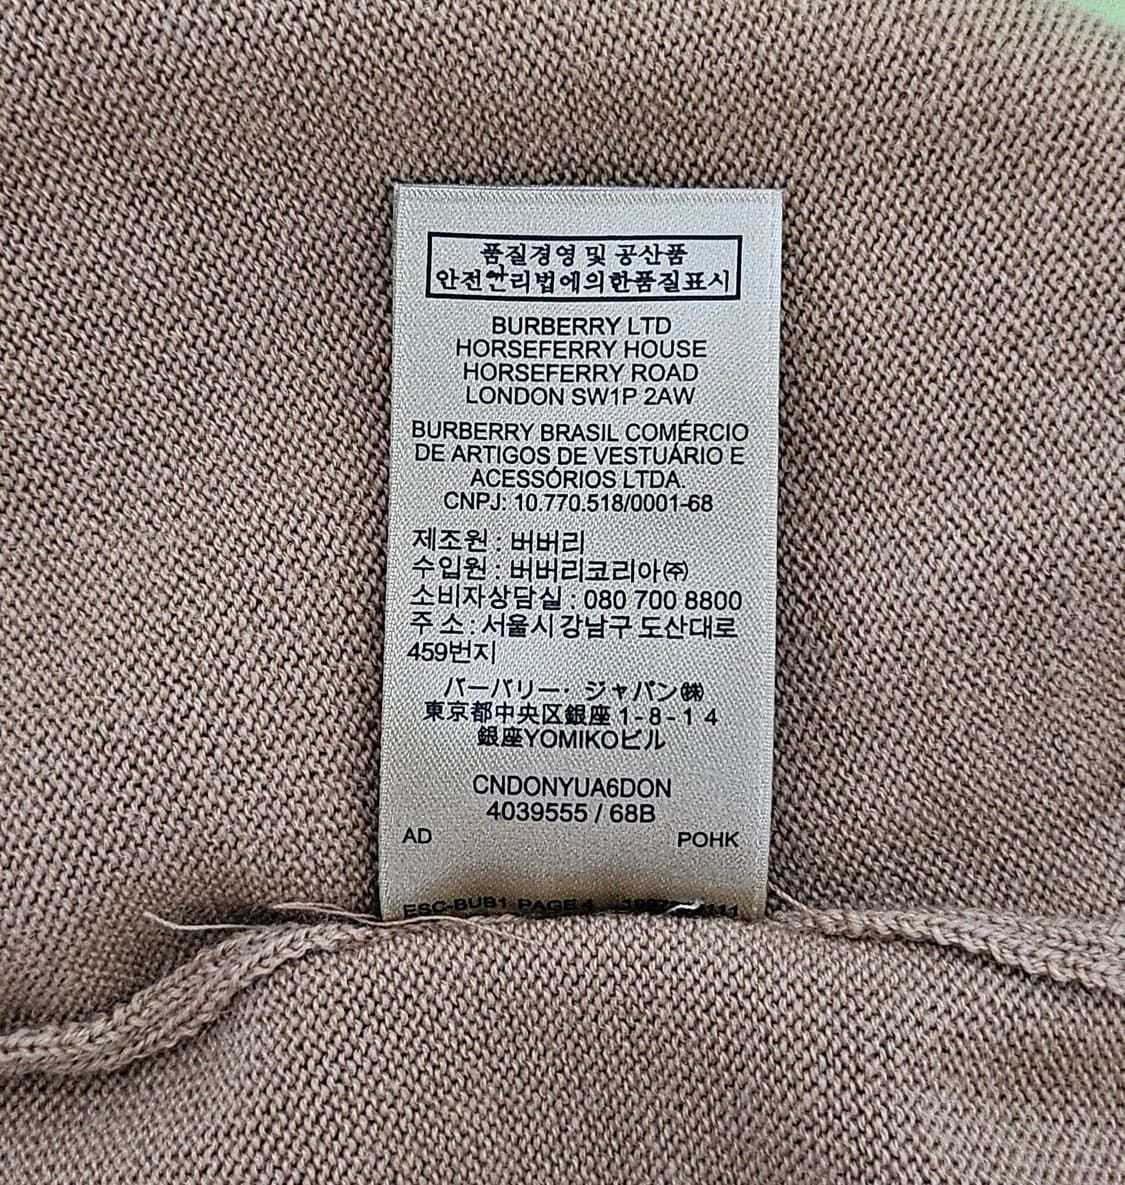 품질경영 및 공산품
안전관리법에의한품질표시
BURBERRY LTD
HORSEFERRY HOUSE
HORSEFERRY ROAD
LONDON SW1P 2AW
BURBERRY BRASIL COMÉRCIO
DE ARTIGOS DE VESTUÁRIO E
ACESSÓRIOS LTDA.
CNPJ: 10.770.518/0001-68
제조원 : 버버리
수입원 : 버버리코리아㈜
소비자상담실 : 080 700 8800
주 소 : 서울시강남구 도산대로
459번지
バーバリー・ジャパン㈱
東京都中央区銀座 1-8-1 4
銀座YOMIKOビル
CNDONYUA6DON
4039555 / 68B
AD POHK
ESC-BUB1 PAGE 4